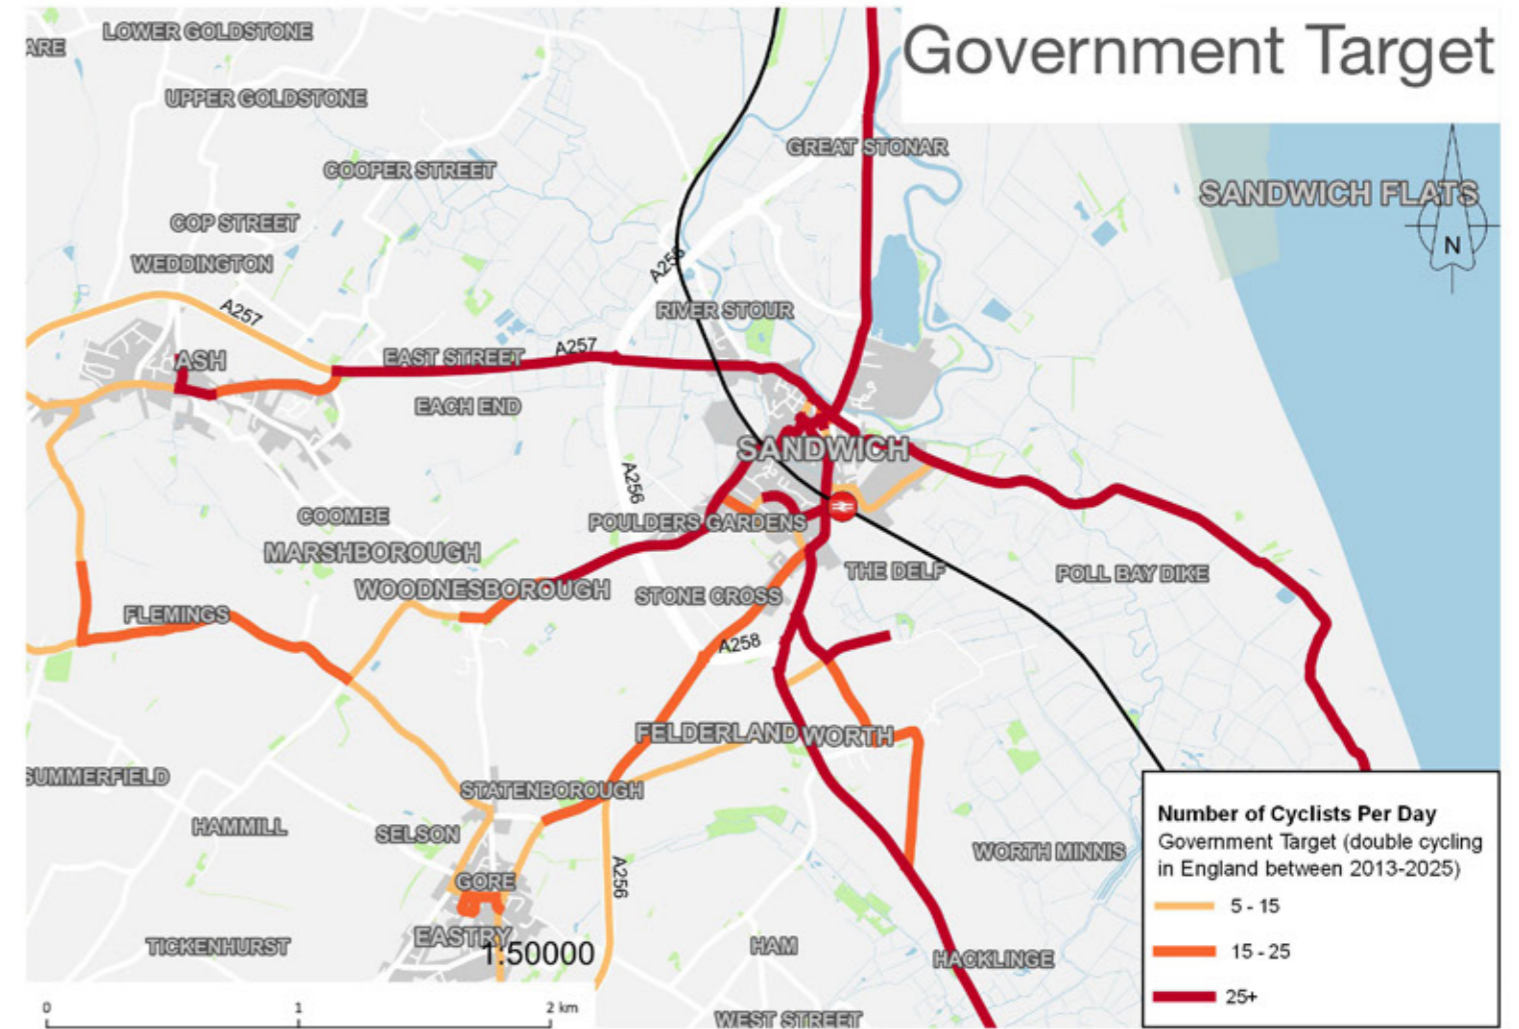 Government Target
LOWER GOLDSTONE
ARE
UPPER GOLDSTONE
GREAT STONAR
COOPER STREET
SANDWICH FLATS
COP STREET
N
WEDDINGTON
A256
RIVER STOUR
A257
ASH
EAST STREET
A257
EACH END
SANDWICH
A256
COOMBE
POULDERS GARDENS
MARSHBOROUGH
THE DELF
POLL BAY DIKE
WOODNESBOROUGH
STONE CROSS
FLEMINGS
A258
FELDERLAND
WORTH
SUMMERFIELD
STATENBOROUGH
HAMMILL
SELSON
WORTH MINNIS
A256
GORE
EASTRY
TICKENHURST
HAM
HACKLINGE
WEST STREET
1:50000
0 1 2 km
Number of Cyclists Per Day
Government Target (double cycling
in England between 2013-2025)
5 - 15
15 - 25
25+